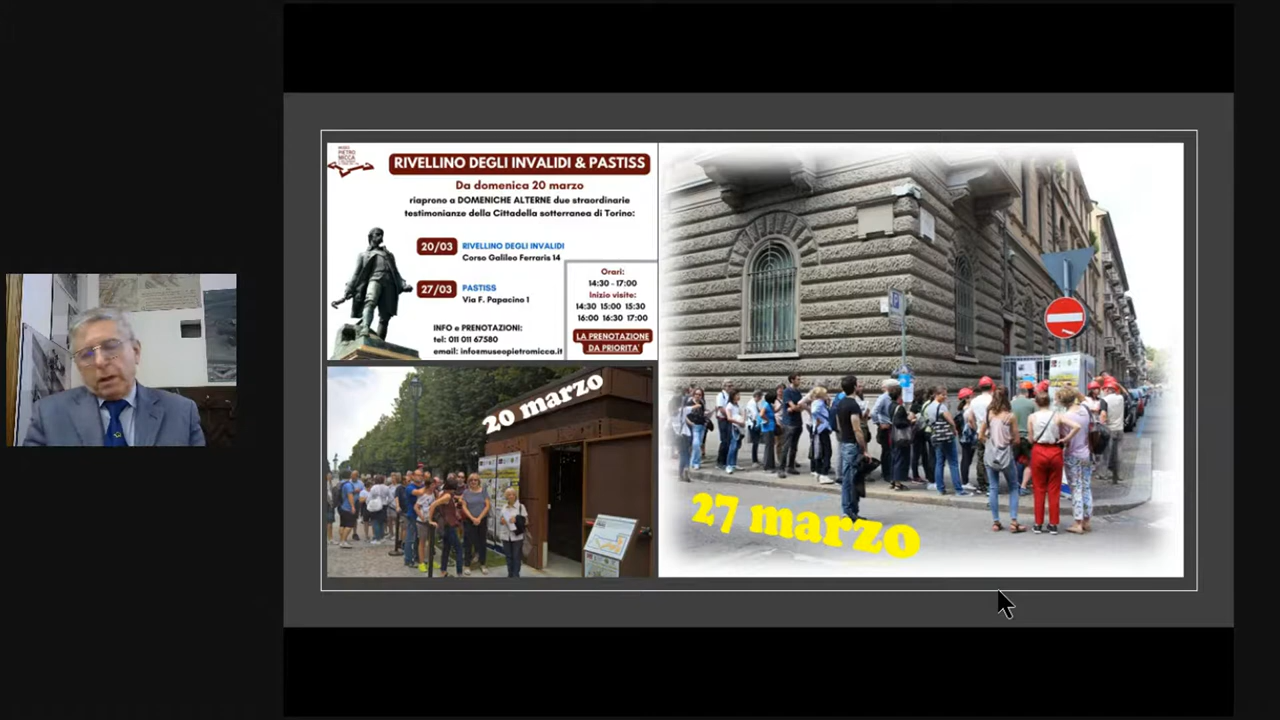 MUSEO
PIETRO
MICCA
RIVELLINO DEGLI INVALIDI & PASTISS
Da domenica 20 marzo
riaprono a DOMENICHE ALTERNE due straordinarie
testimonianze della Cittadella sotterranea di Torino:
20/03 RIVELLINO DEGLI INVALIDI
Corso Galileo Ferraris 14
27/03 PASTISS
Via F. Papacino 1
INFO e PRENOTAZIONI:
tel: 011 011 67580
email: info@museopietromicca.it
Orari:
14:30 - 17:00
Inizio visite:
14:30 15:00 15:30
16:00 16:30 17:00
LA PRENOTAZIONE
DA PRIORITA'
20 marzo
27 marzo
P